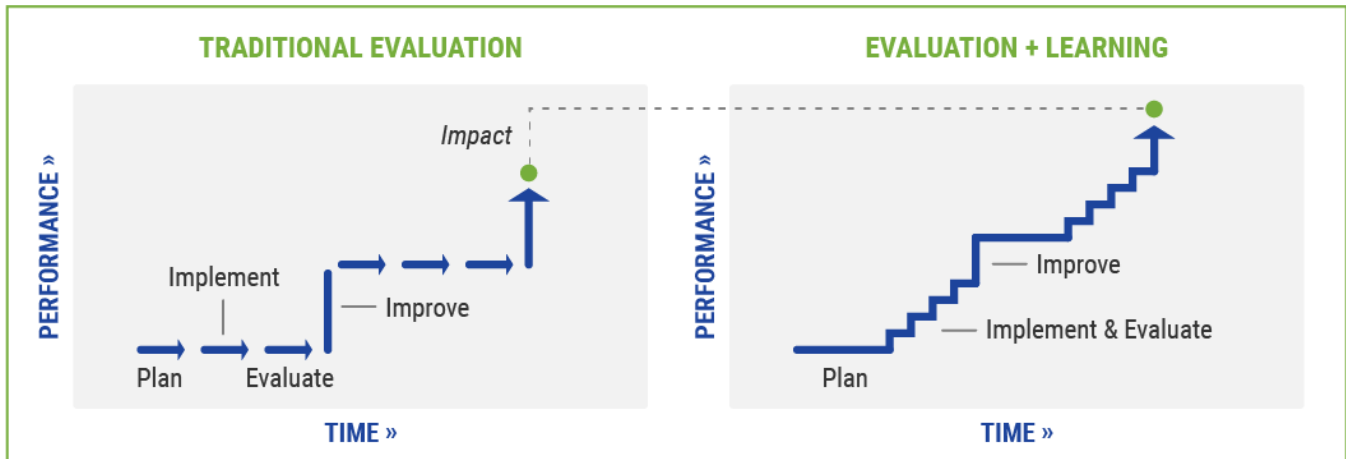 TRADITIONAL EVALUATION
PERFORMANCE »
Impact
Implement
Improve
Plan
Evaluate
TIME »
EVALUATION + LEARNING
PERFORMANCE »
Improve
Implement & Evaluate
Plan
TIME »